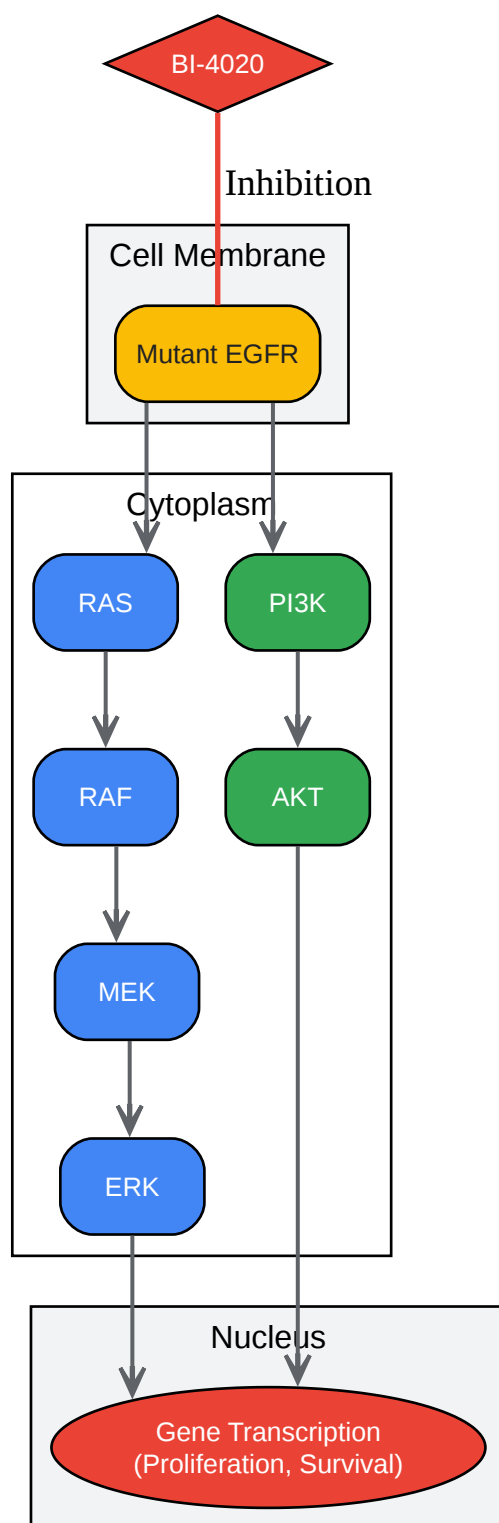 BI-4020
Inhibition
Cell Membrane
Mutant EGFR
Cytoplasm
RAS
PI3K
RAF
AKT
MEK
ERK
Nucleus
Gene Transcription
(Proliferation, Survival)